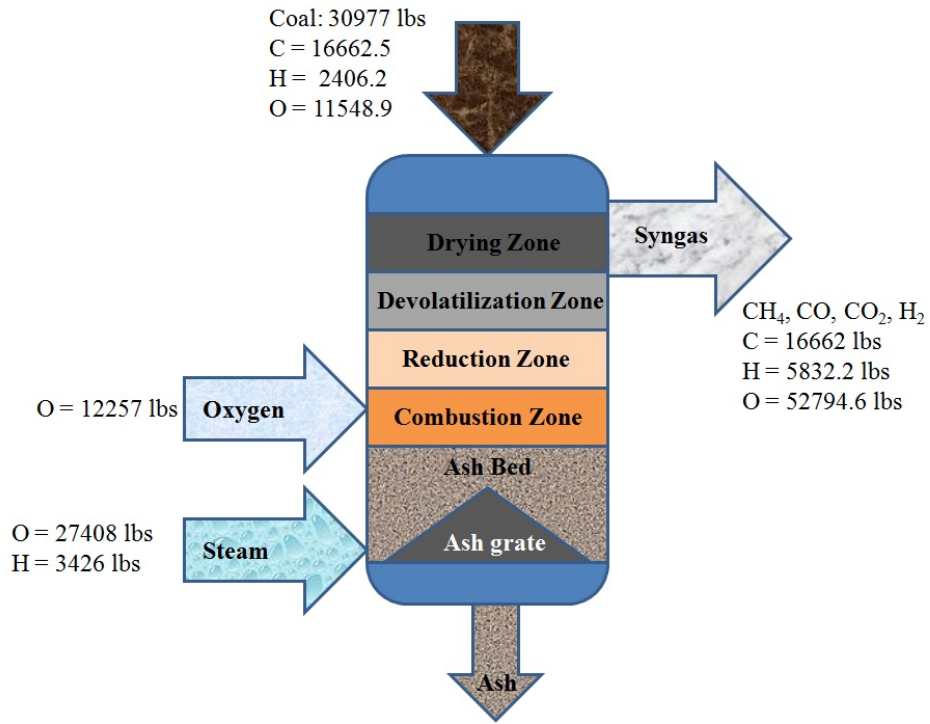 Coal: 30977 lbs
C = 16662.5
H =  2406.2
O = 11548.9
Drying Zone
Syngas
Devolatilization Zone
CH₄, CO, CO₂, H₂
C = 16662 lbs
H = 5832.2 lbs
O = 52794.6 lbs
Reduction Zone
O = 12257 lbs
Oxygen
Combustion Zone
Ash Bed
O = 27408 lbs
H = 3426 lbs
Steam
Ash grate
Ash